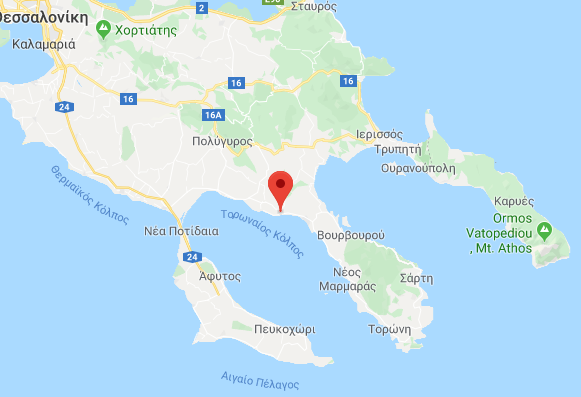 Θεσσαλονίκη
Σταυρός
2
Χορτιάτης
Καλαμαριά
16
16
24
16
16A
Πολύγυρος
Ιερισσός
Τρυπητή
Ουρανούπολη
Θερμαϊκός Κόλπος
Καρυές
Τορωναίος Κόλπος
Ormos
Vatopediou
, Mt. Athos
Νέα Ποτίδαια
Βουρβουρού
24
Άφυτος
Νέος
Μαρμαράς
Σάρτη
Πευκοχώρι
Τορώνη
Αιγαίο Πέλαγος